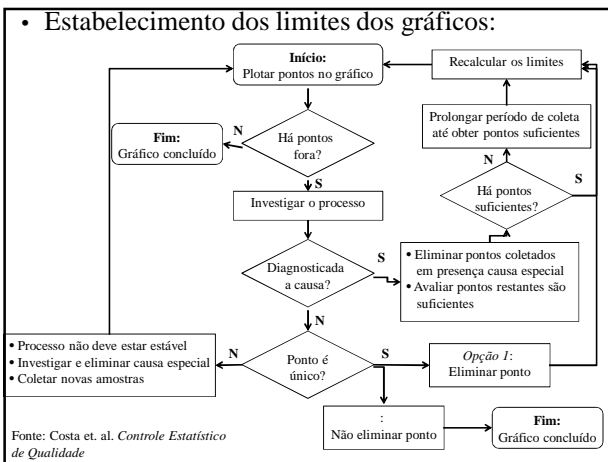 • Estabelecimento dos limites dos gráficos:
Início:
Plotar pontos no gráfico
Recalcular os limites
Prolongar período de coleta
até obter pontos suficientes
N
Fim:
Gráfico concluído
Há pontos
fora?
N
S
S
Há pontos
suficientes?
Investigar o processo
Diagnosticada
a causa?
S
• Eliminar pontos coletados
em presença causa especial
• Avaliar pontos restantes são
suficientes
N
• Processo não deve estar estável
• Investigar e eliminar causa especial
• Coletar novas amostras
N
Ponto é
único?
S
Opção 1:
Eliminar ponto
:
Não eliminar ponto
Fim:
Gráfico concluído
Fonte: Costa et. al. Controle Estatístico
de Qualidade